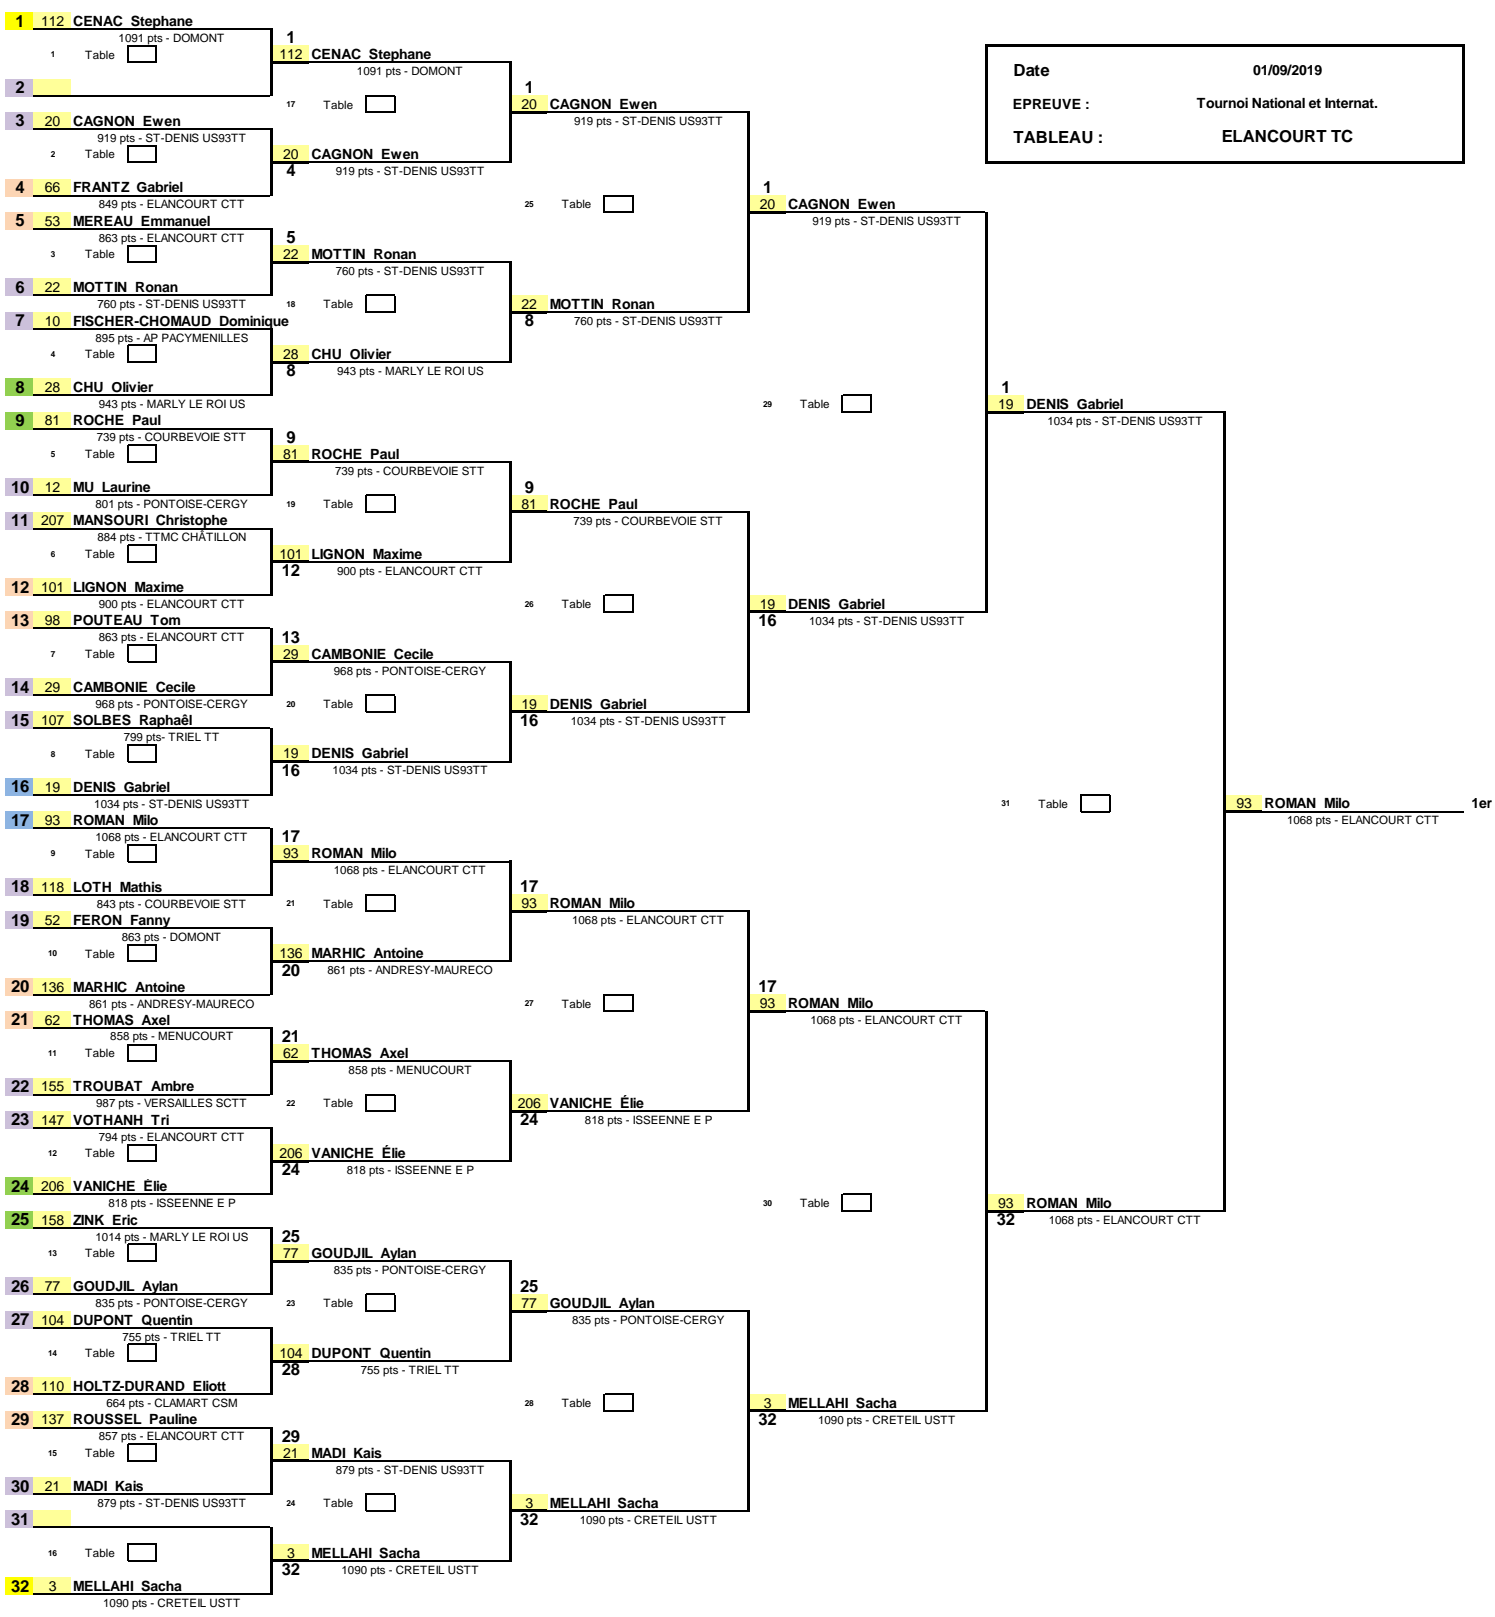 1 112 CENAC Stephane
1091 pts - DOMONT
1 Table
2
3 20 CAGNON Ewen
919 pts - ST-DENIS US93TT
2 Table
4 66 FRANTZ Gabriel
849 pts - ELANCOURT CTT
5 53 MEREAU Emmanuel
863 pts - ELANCOURT CTT
3 Table
6 22 MOTTIN Ronan
760 pts - ST-DENIS US93TT
7 10 FISCHER-CHOMAUD Dominique
895 pts - AP PACYMENILLES
4 Table
8 28 CHU Olivier
943 pts - MARLY LE ROI US
9 81 ROCHE Paul
739 pts - COURBEVOIE STT
5 Table
10 12 MU Laurine
801 pts - PONTOISE-CERGY
11 207 MANSOURI Christophe
884 pts - TTMC CHÂTILLON
6 Table
12 101 LIGNON Maxime
900 pts - ELANCOURT CTT
13 98 POUTEAU Tom
863 pts - ELANCOURT CTT
7 Table
14 29 CAMBONIE Cecile
968 pts - PONTOISE-CERGY
15 107 SOLBES Raphaêl
799 pts- TRIEL TT
8 Table
16 19 DENIS Gabriel
1034 pts - ST-DENIS US93TT
17 93 ROMAN Milo
1068 pts - ELANCOURT CTT
9 Table
18 118 LOTH Mathis
843 pts - COURBEVOIE STT
19 52 FERON Fanny
863 pts - DOMONT
10 Table
20 136 MARHIC Antoine
861 pts - ANDRESY-MAURECO
21 62 THOMAS Axel
858 pts - MENUCOURT
11 Table
22 155 TROUBAT Ambre
987 pts - VERSAILLES SCTT
23 147 VOTHANH Tri
794 pts - ELANCOURT CTT
12 Table
24 206 VANICHE Élie
818 pts - ISSEENNE E P
25 158 ZINK Eric
1014 pts - MARLY LE ROI US
13 Table
26 77 GOUDJIL Aylan
835 pts - PONTOISE-CERGY
27 104 DUPONT Quentin
755 pts - TRIEL TT
14 Table
28 110 HOLTZ-DURAND Eliott
664 pts - CLAMART CSM
29 137 ROUSSEL Pauline
857 pts - ELANCOURT CTT
15 Table
30 21 MADI Kais
879 pts - ST-DENIS US93TT
31
16 Table
32 3 MELLAHI Sacha
1090 pts - CRETEIL USTT
1
112 CENAC Stephane
1091 pts - DOMONT
17 Table
20 CAGNON Ewen
4 919 pts - ST-DENIS US93TT
5
22 MOTTIN Ronan
760 pts - ST-DENIS US93TT
18 Table
28 CHU Olivier
8 943 pts - MARLY LE ROI US
9
81 ROCHE Paul
739 pts - COURBEVOIE STT
19 Table
101 LIGNON Maxime
12 900 pts - ELANCOURT CTT
13
29 CAMBONIE Cecile
968 pts - PONTOISE-CERGY
20 Table
19 DENIS Gabriel
16 1034 pts - ST-DENIS US93TT
17
93 ROMAN Milo
1068 pts - ELANCOURT CTT
21 Table
136 MARHIC Antoine
20 861 pts - ANDRESY-MAURECO
21
62 THOMAS Axel
858 pts - MENUCOURT
22 Table
206 VANICHE Élie
24 818 pts - ISSEENNE E P
25
77 GOUDJIL Aylan
835 pts - PONTOISE-CERGY
23 Table
104 DUPONT Quentin
28 755 pts - TRIEL TT
29
21 MADI Kais
879 pts - ST-DENIS US93TT
24 Table
3 MELLAHI Sacha
32 1090 pts - CRETEIL USTT
1
20 CAGNON Ewen
919 pts - ST-DENIS US93TT
25 Table
22 MOTTIN Ronan
8 760 pts - ST-DENIS US93TT
9
81 ROCHE Paul
739 pts - COURBEVOIE STT
26 Table
19 DENIS Gabriel
16 1034 pts - ST-DENIS US93TT
17
93 ROMAN Milo
1068 pts - ELANCOURT CTT
27 Table
206 VANICHE Élie
24 818 pts - ISSEENNE E P
25
77 GOUDJIL Aylan
835 pts - PONTOISE-CERGY
28 Table
3 MELLAHI Sacha
32 1090 pts - CRETEIL USTT
1
20 CAGNON Ewen
919 pts - ST-DENIS US93TT
29 Table
19 DENIS Gabriel
16 1034 pts - ST-DENIS US93TT
17
93 ROMAN Milo
1068 pts - ELANCOURT CTT
30 Table
3 MELLAHI Sacha
32 1090 pts - CRETEIL USTT
Date 01/09/2019
EPREUVE : Tournoi National et Internat.
TABLEAU : ELANCOURT TC
1
19 DENIS Gabriel
1034 pts - ST-DENIS US93TT
31 Table
93 ROMAN Milo
32 1068 pts - ELANCOURT CTT
93 ROMAN Milo 1er
1068 pts - ELANCOURT CTT